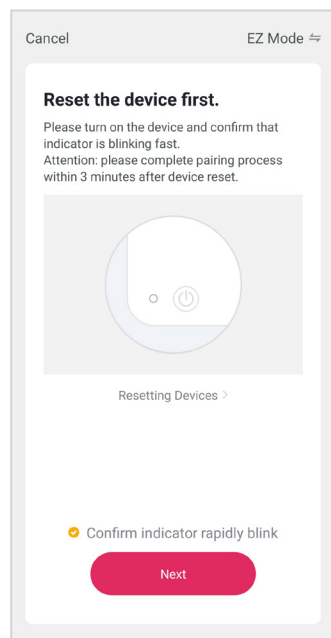 Cancel EZ Mode
Reset the device first.
Please turn on the device and confirm that
indicator is blinking fast.
Attention: please complete pairing process
within 3 minutes after device reset.
Resetting Devices >
Confirm indicator rapidly blink
Next